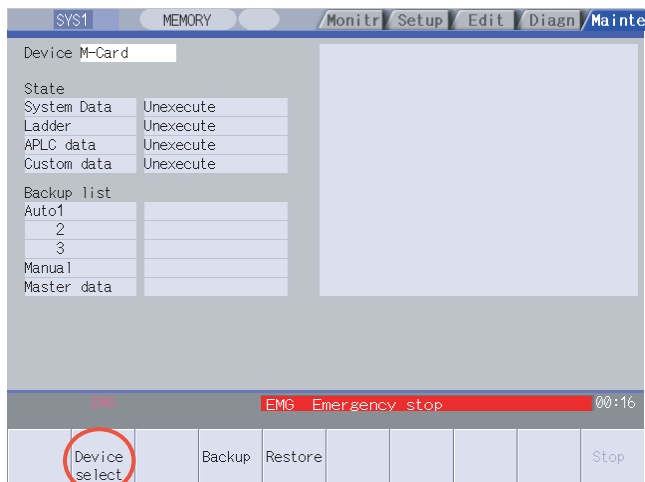 SYS1 MEMORY Monitr Setup Edit Diagn Mainte
Device M-Card
State
System Data Unexecute
Ladder Unexecute
APLC data Unexecute
Custom data Unexecute
Backup list
Auto1
2
3
Manual
Master data
EMG Emergency stop 00:16
Device select Backup Restore Stop